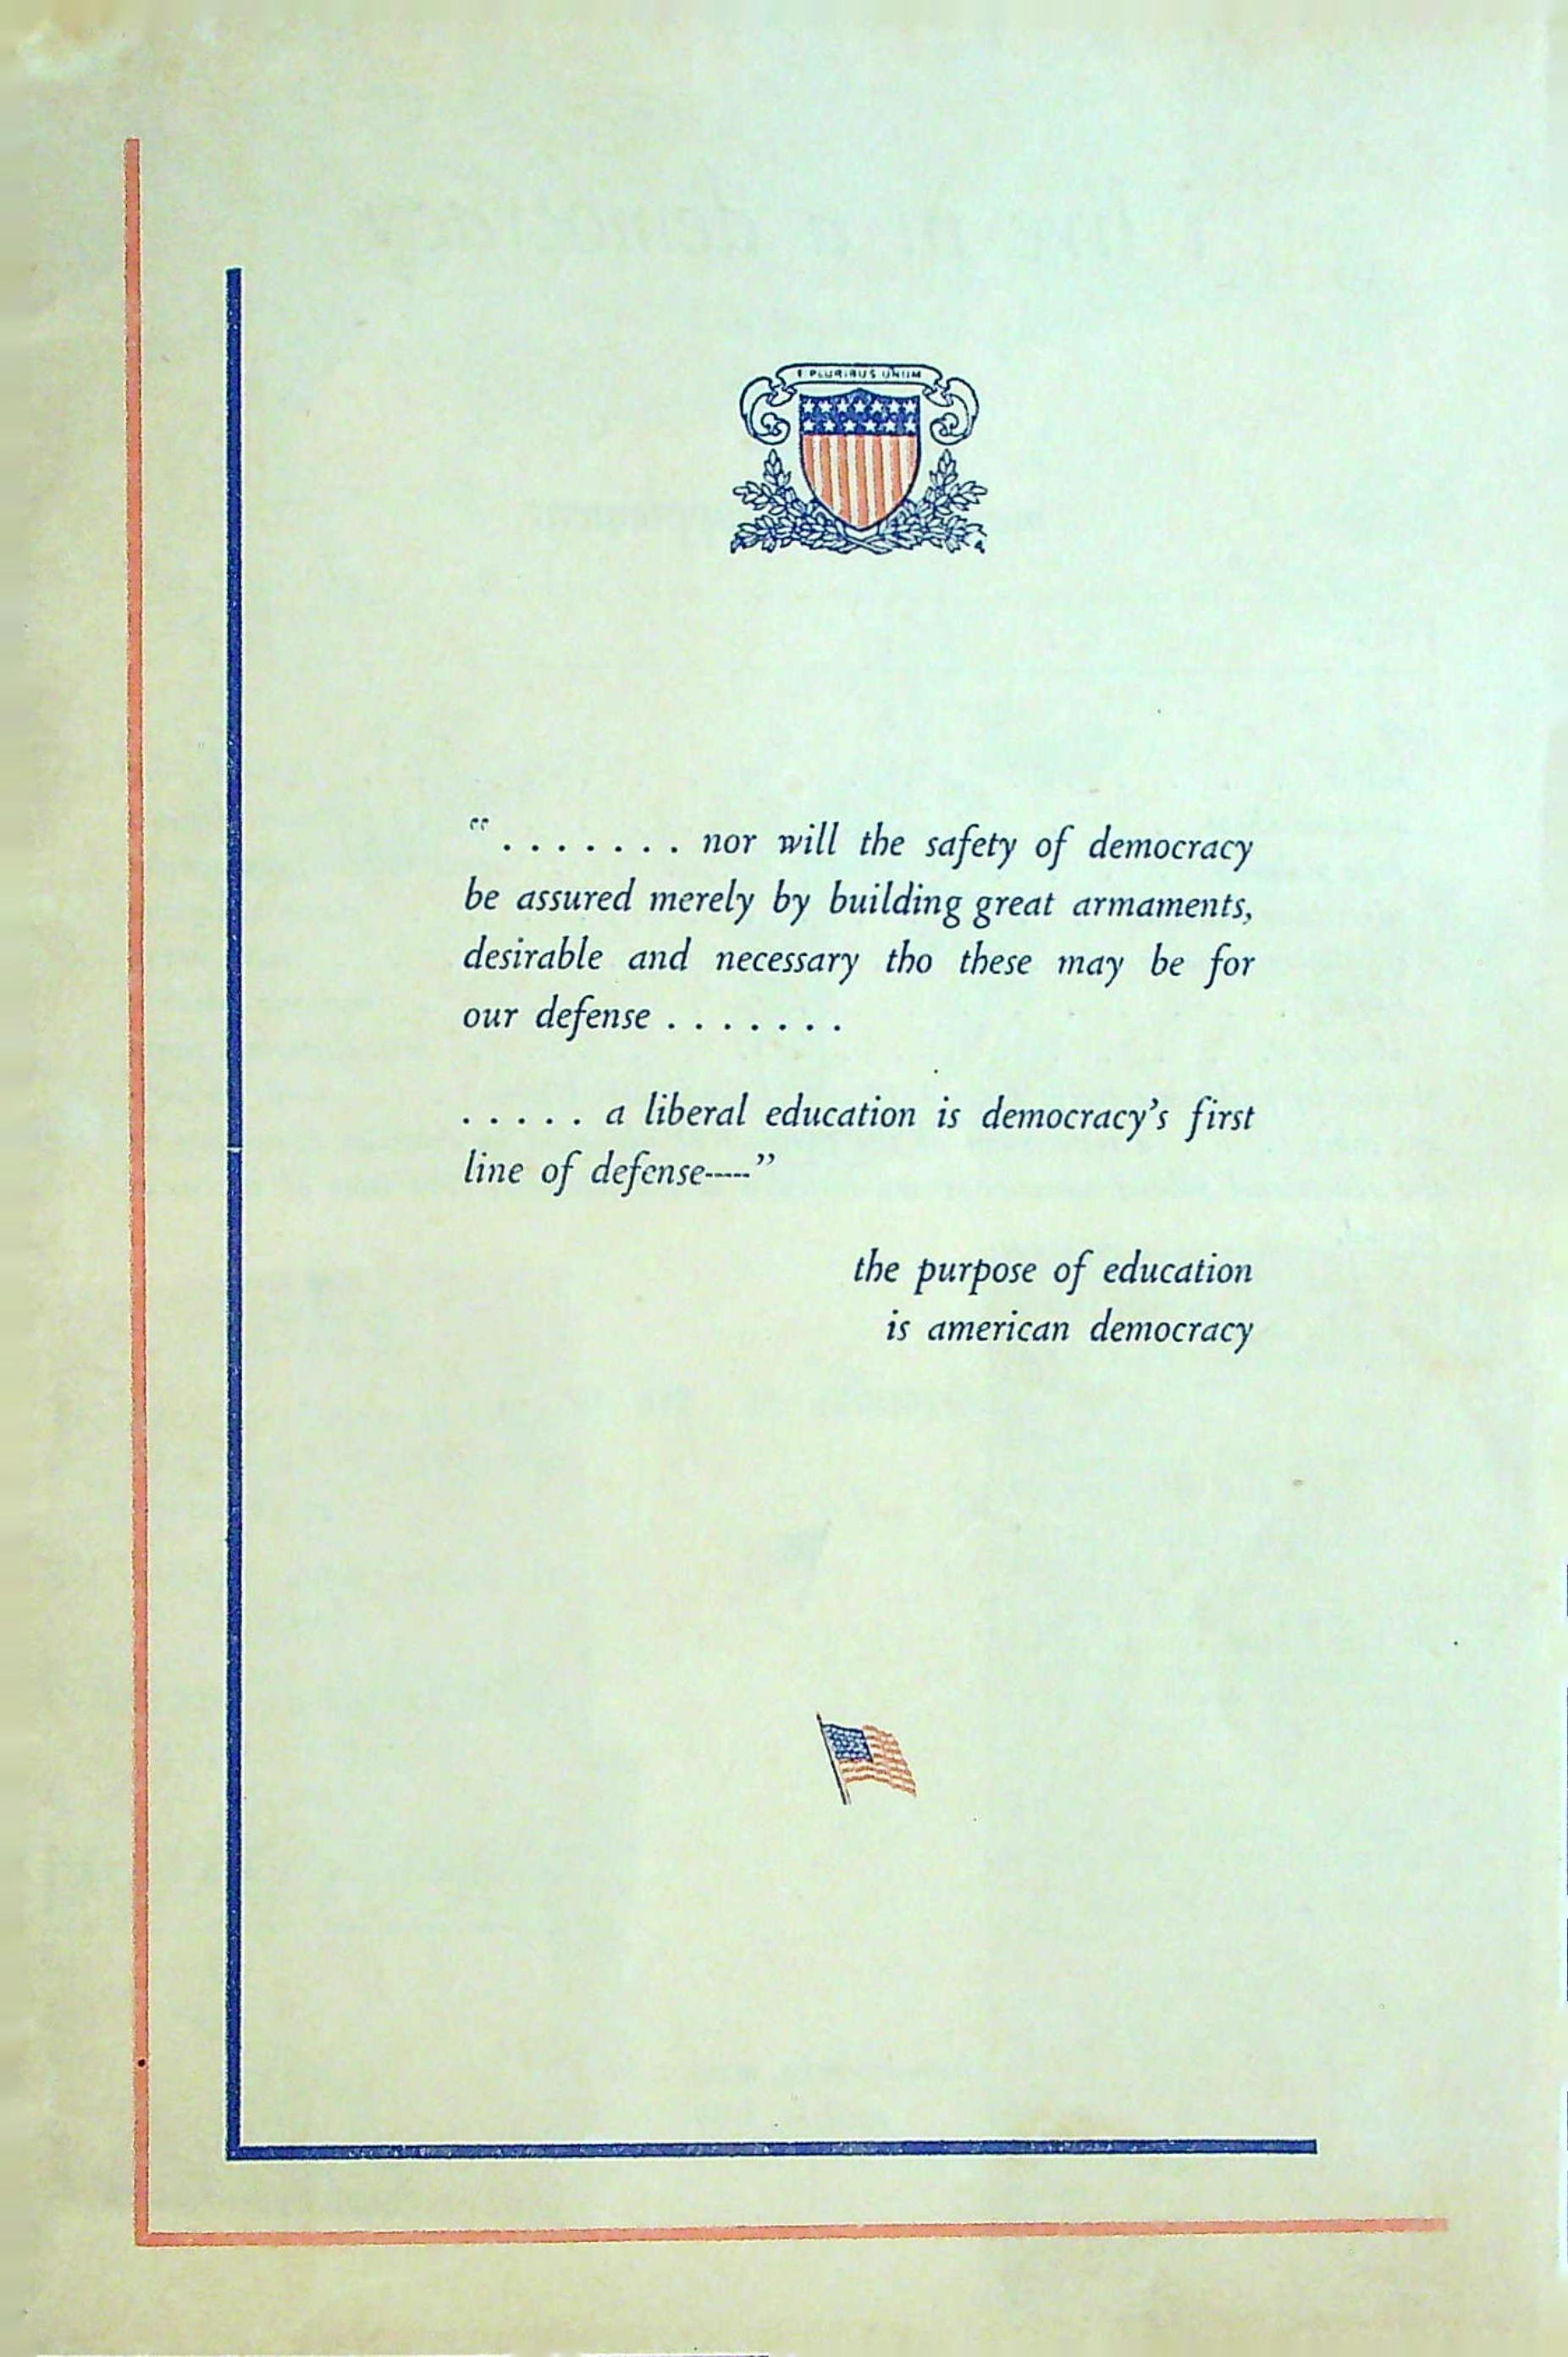 E PLURIBUS UNUM
“ . . . . . . . nor will the safety of democracy
be assured merely by building great armaments,
desirable and necessary tho these may be for
our defense . . . . . . .
. . . . . a liberal education is democracy’s first
line of defense-----”
the purpose of education
is american democracy